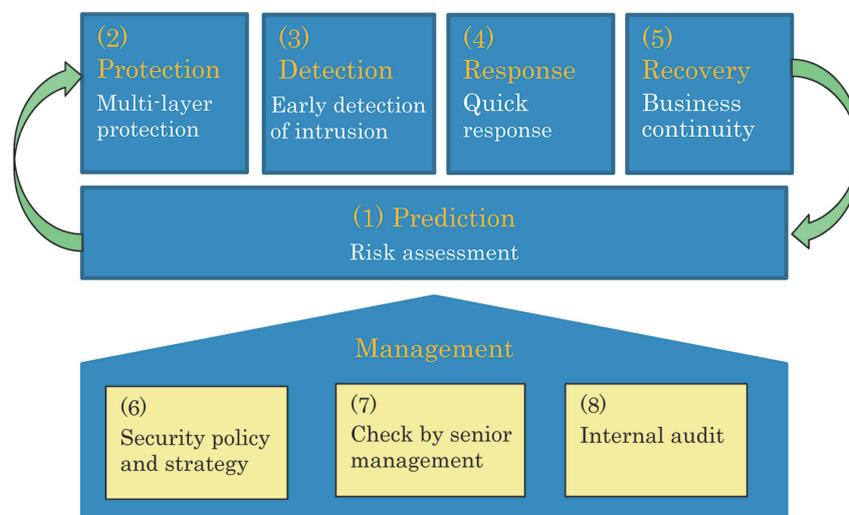 (2)
Protection
Multi-layer
protection
(3)
Detection
Early detection
of intrusion
(4)
Response
Quick
response
(5)
Recovery
Business
continuity
(1) Prediction
Risk assessment
Management
(6)
Security policy
and strategy
(7)
Check by senior
management
(8)
Internal audit